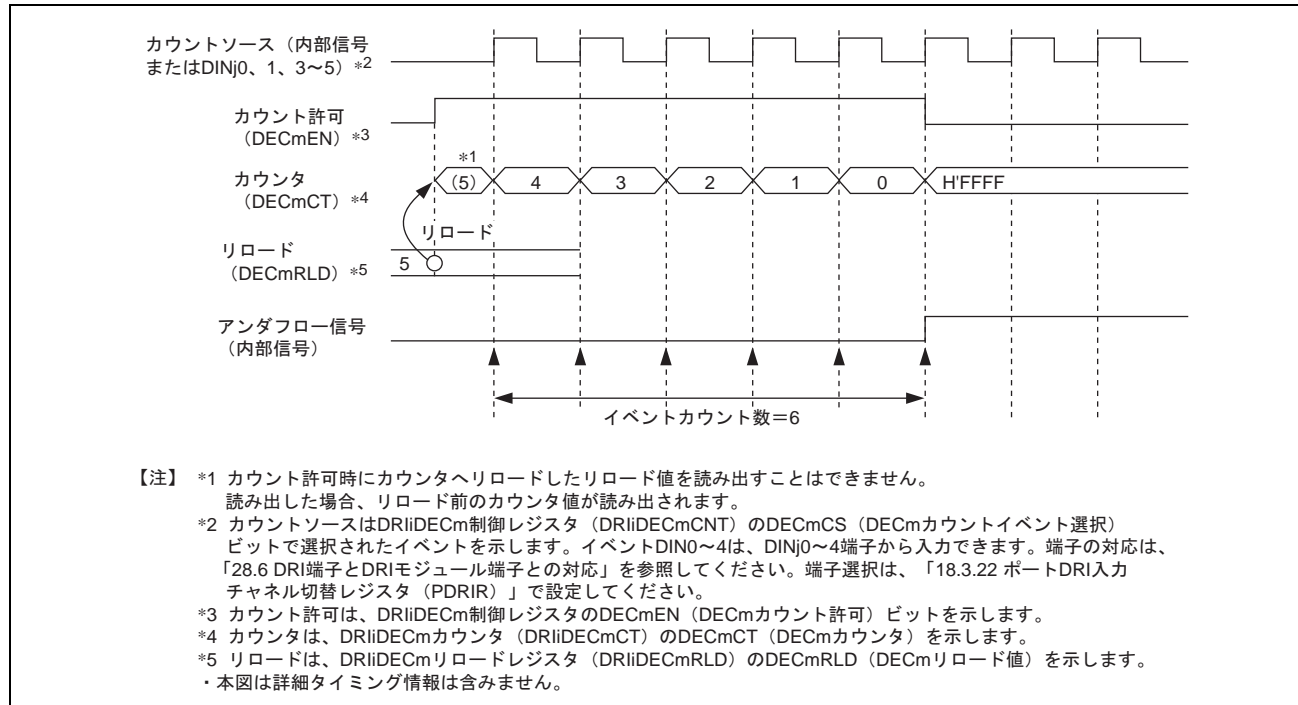 カウントソース（内部信号
またはDINj0、1、3～5）*2
カウント許可
（DECmEN）*3
*1
カウンタ
（DECmCT）*4
(5) 4 3 2 1 0 H'FFFF
リロード
リロード
（DECmRLD）*5
5
アンダフロー信号
（内部信号）
イベントカウント数＝6
【注】 *1 カウント許可時にカウンタへリロードしたリロード値を読み出すことはできません。
読み出した場合、リロード前のカウンタ値が読み出されます。
*2 カウントソースはDRIiDECm制御レジスタ（DRIiDECmCNT）のDECmCS（DECmカウントイベント選択）
ビットで選択されたイベントを示します。イベントDIN0～4は、DINj0～4端子から入力できます。端子の対応は、
「28.6 DRI端子とDRIモジュール端子との対応」を参照してください。端子選択は、「18.3.22 ポートDRI入力
チャネル切替レジスタ（PDRIR）」で設定してください。
*3 カウント許可は、DRIiDECm制御レジスタのDECmEN（DECmカウント許可）ビットを示します。
*4 カウンタは、DRIiDECmカウンタ（DRIiDECmCT）のDECmCT（DECmカウンタ）を示します。
*5 リロードは、DRIiDECmリロードレジスタ（DRIiDECmRLD）のDECmRLD（DECmリロード値）を示します。
・本図は詳細タイミング情報は含みません。